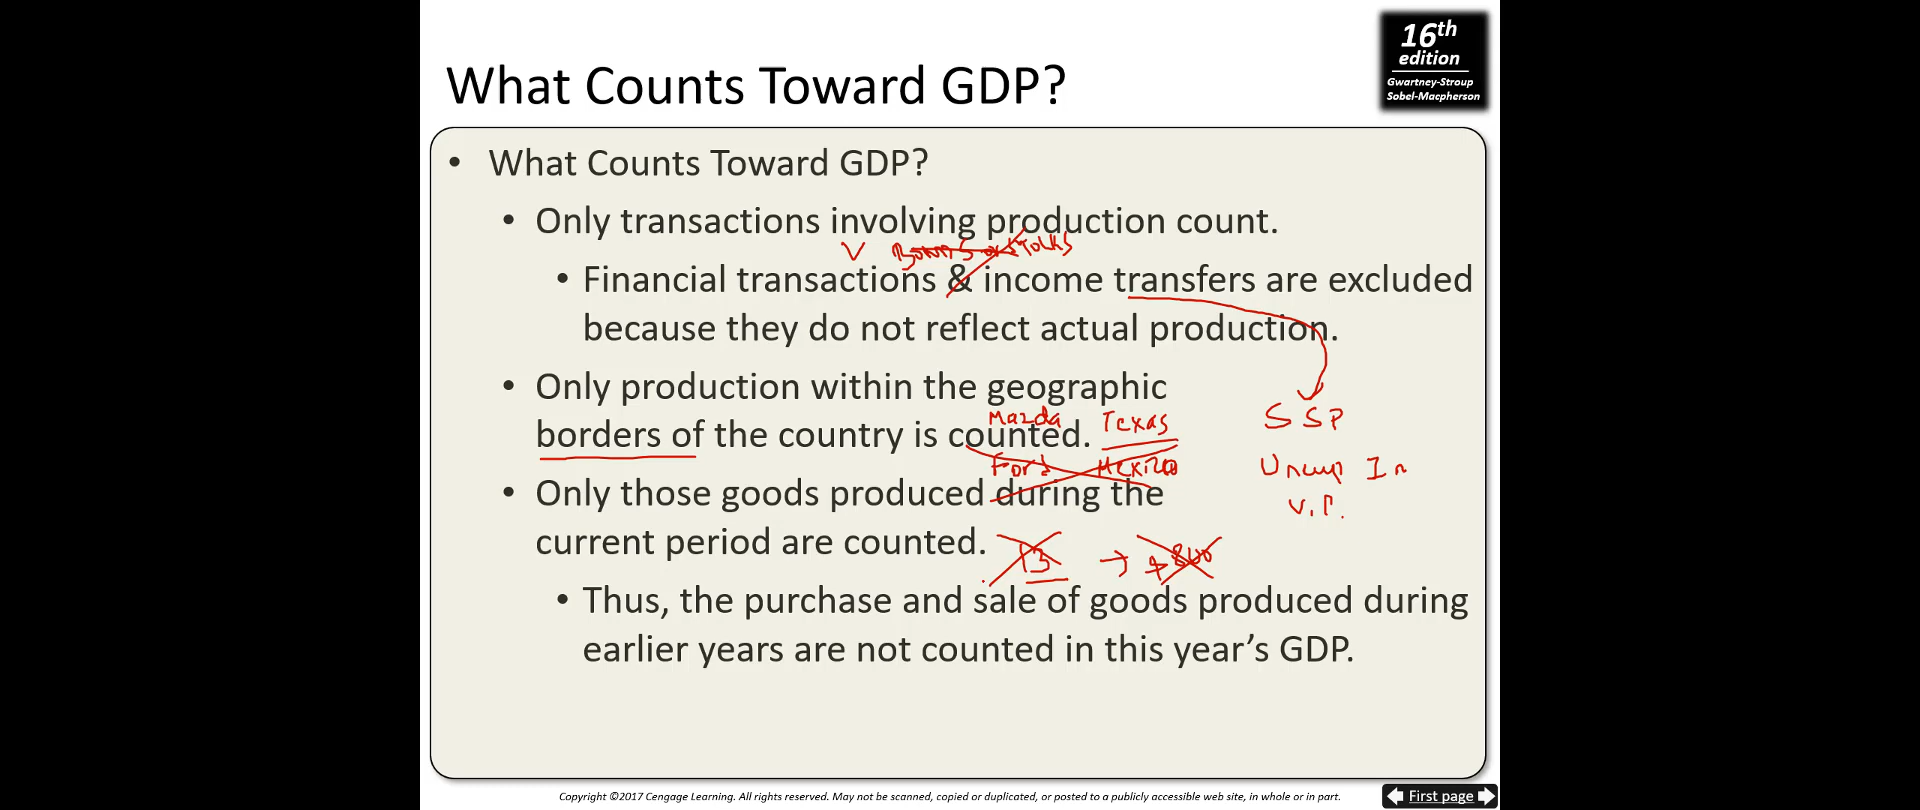 16th
edition
Gwartney-Stroup
Sobel-Macpherson
What Counts Toward GDP?
• What Counts Toward GDP?
• Only transactions involving production count.
V Bonds or Stocks
• Financial transactions & income transfers are excluded
because they do not reflect actual production.
• Only production within the geographic
Mazda Texas
SSP
borders of the country is counted.
Ford Mexico
Unemp In
• Only those goods produced during the
V.P.
current period are counted.
13 → $800
• Thus, the purchase and sale of goods produced during
earlier years are not counted in this year’s GDP.
Copyright ©2017 Cengage Learning. All rights reserved. May not be scanned, copied or duplicated, or posted to a publicly accessible web site, in whole or in part.
First page